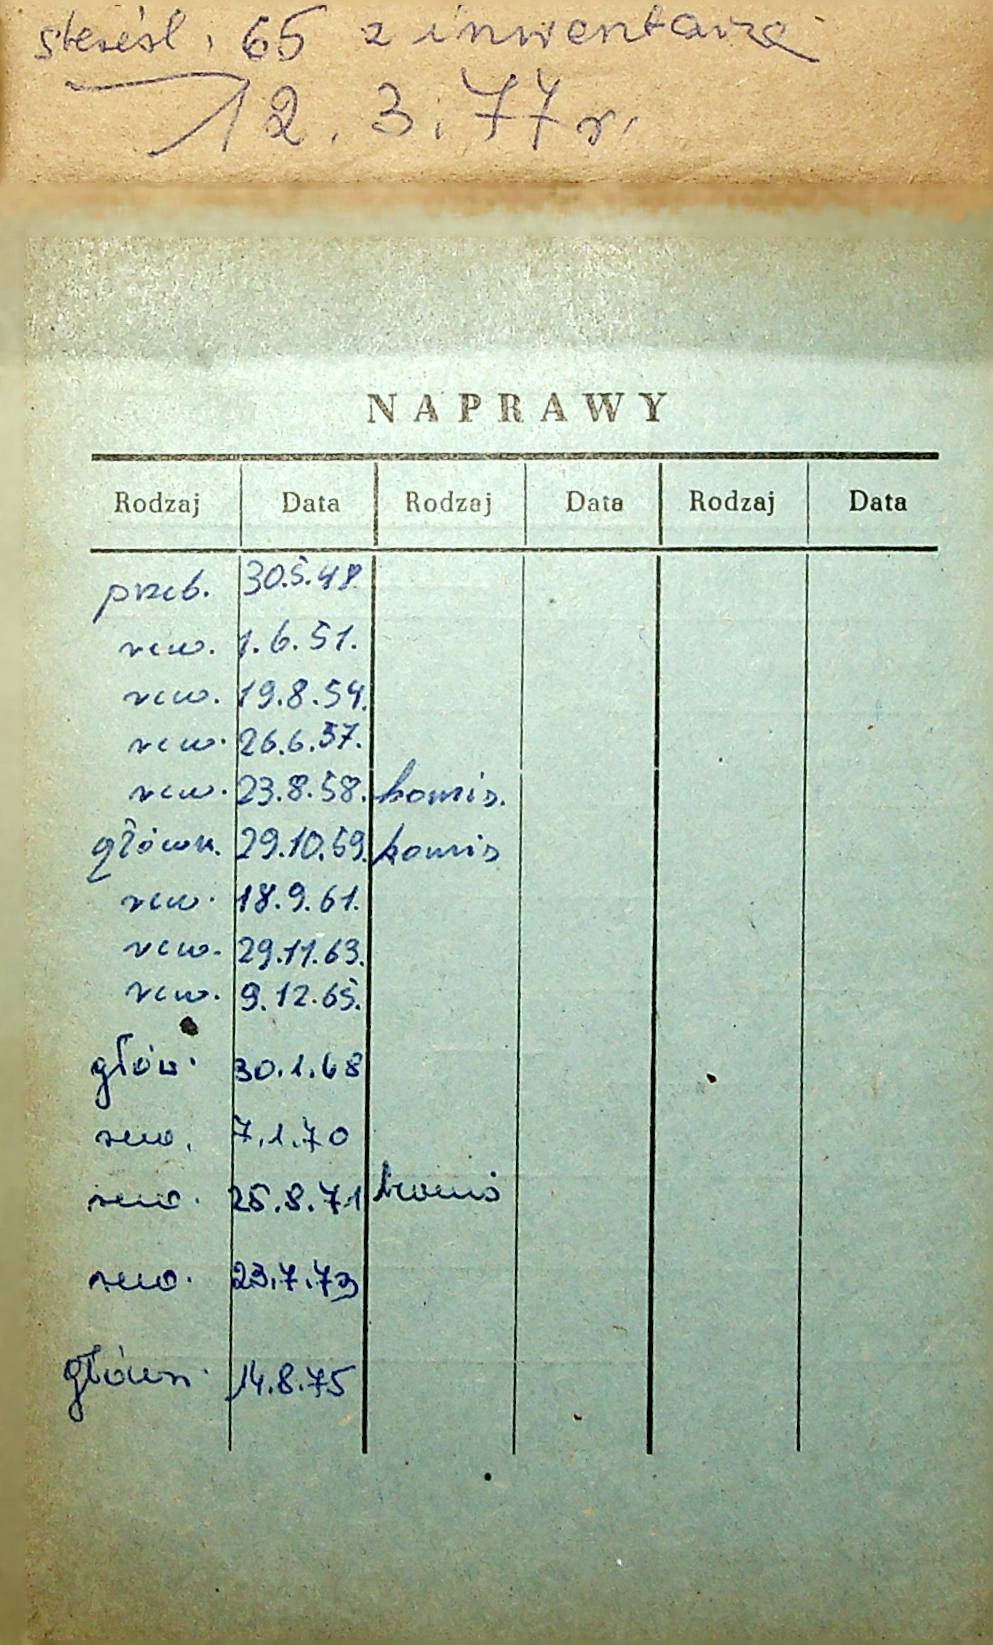 skreśl. 65 z inwentarza
12.3.77 r.
NAPRAWY
Rodzaj Data Rodzaj Data Rodzaj Data
przeb. 30.5.48.
rew. 1.6.51.
rew. 19.8.54.
rew. 26.6.57.
rew. 23.8.58. komis.
główn. 29.10.59. komis
rew. 18.9.61.
rew. 29.11.63.
rew. 9.12.65.
głów. 30.1.68
rew. 7.1.70
rew. 25.8.71 komis
rew. 23.7.73
główn. 14.8.75